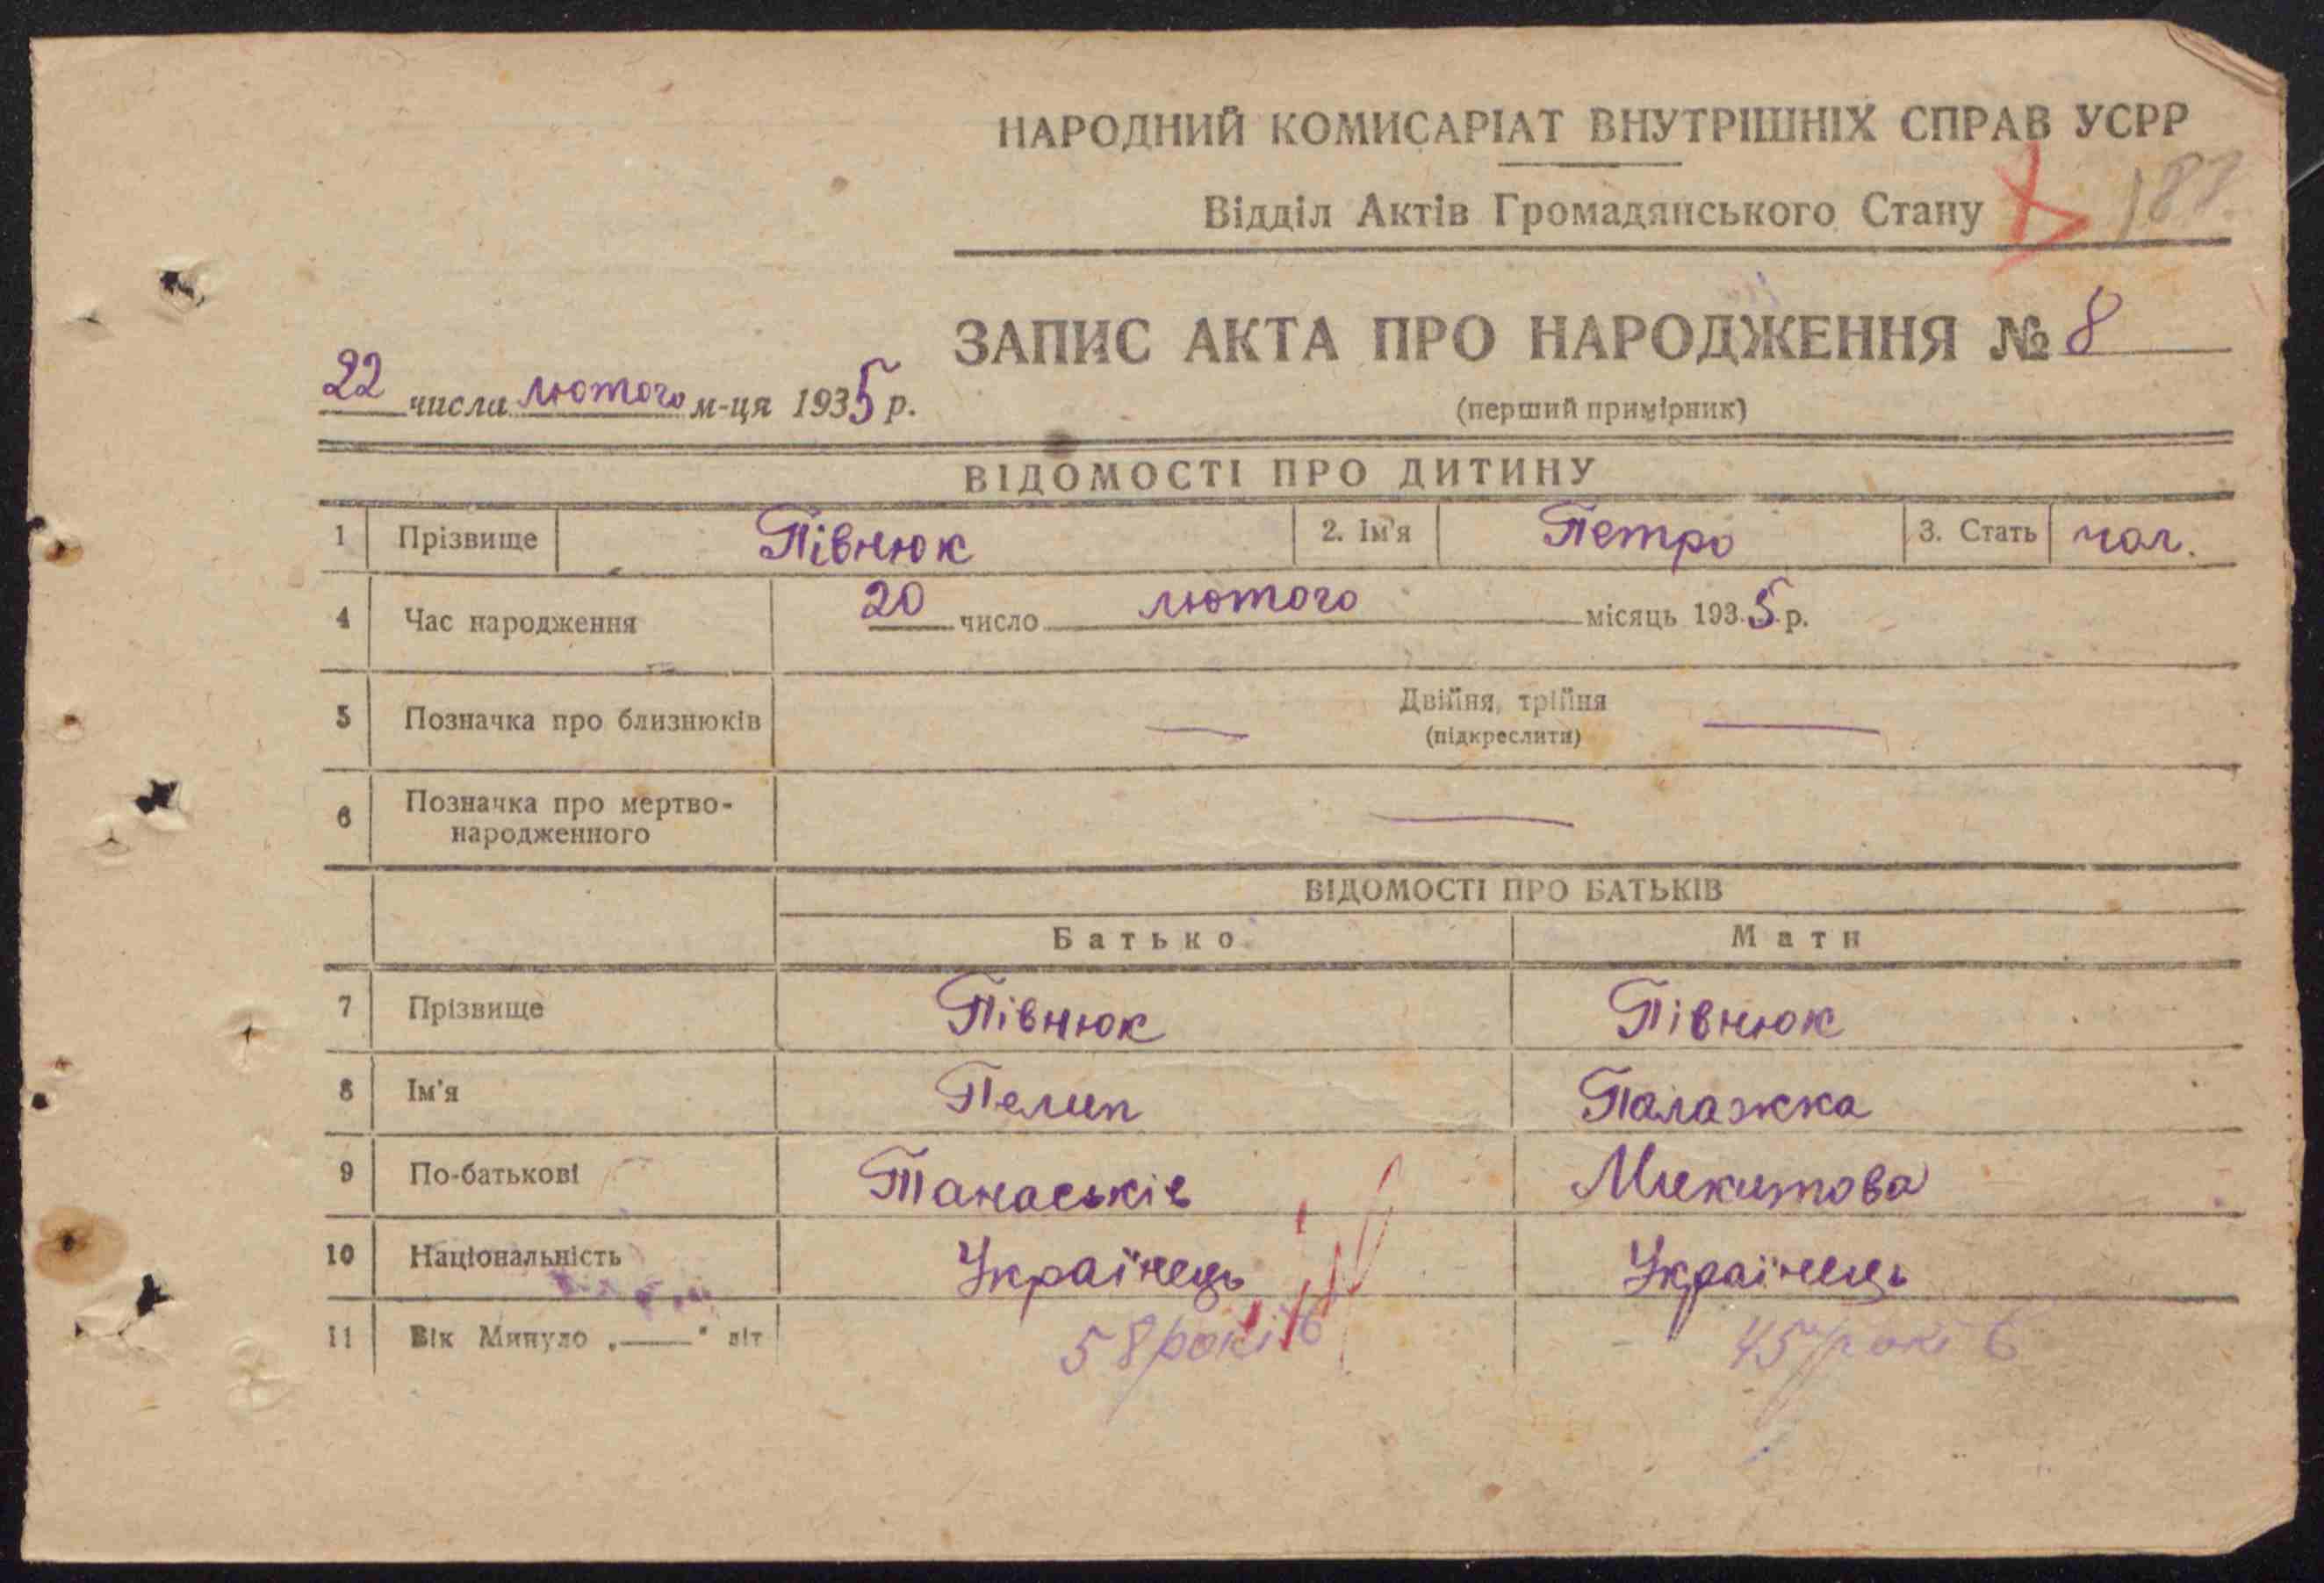 НАРОДНИЙ КОМИСАРІАТ ВНУТРІШНІХ СПРАВ УСРР
Відділ Актів Громадянського Стану
ЗАПИС АКТА ПРО НАРОДЖЕННЯ № 8
22 числа лютого м-ця 1935 р.
(перший примірник)
ВІДОМОСТІ ПРО ДИТИНУ
1 Прізвище Півнюк 2. Ім'я Петро 3. Стать чол.
4 Час народження 20 число лютого місяць 1935 р.
5 Позначка про близнюків — Двійня, трійня —
(підкреслити)
6 Позначка про мертво-
народженного —
ВІДОМОСТІ ПРО БАТЬКІВ
Батько Мати
7 Прізвище Півнюк Півнюк
8 Ім'я Пелип Палажка
9 По-батькові Танаськів Микитова
10 Національність Українець Українець
11 Вік Минуло „——" літ 58 років 45 років